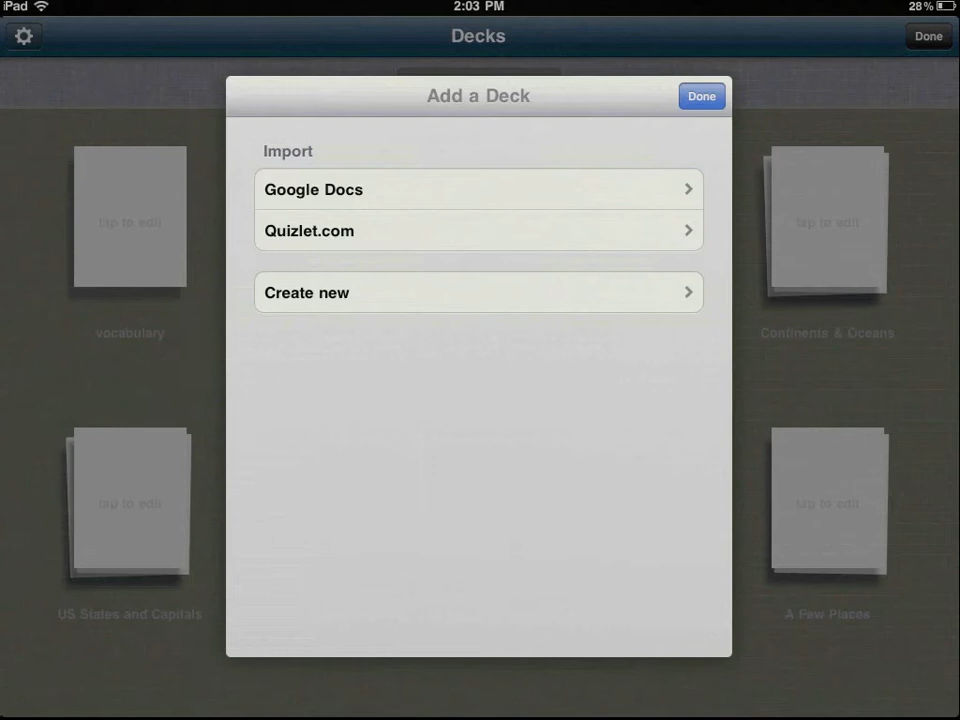 iPad 2:03 PM 28%
Decks Done
Add a Deck Done
Import
Google Docs
Quizlet.com
Create new
tap to edit tap to edit
vocabulary Continents & Oceans
tap to edit tap to edit
US States and Capitals A Few Places